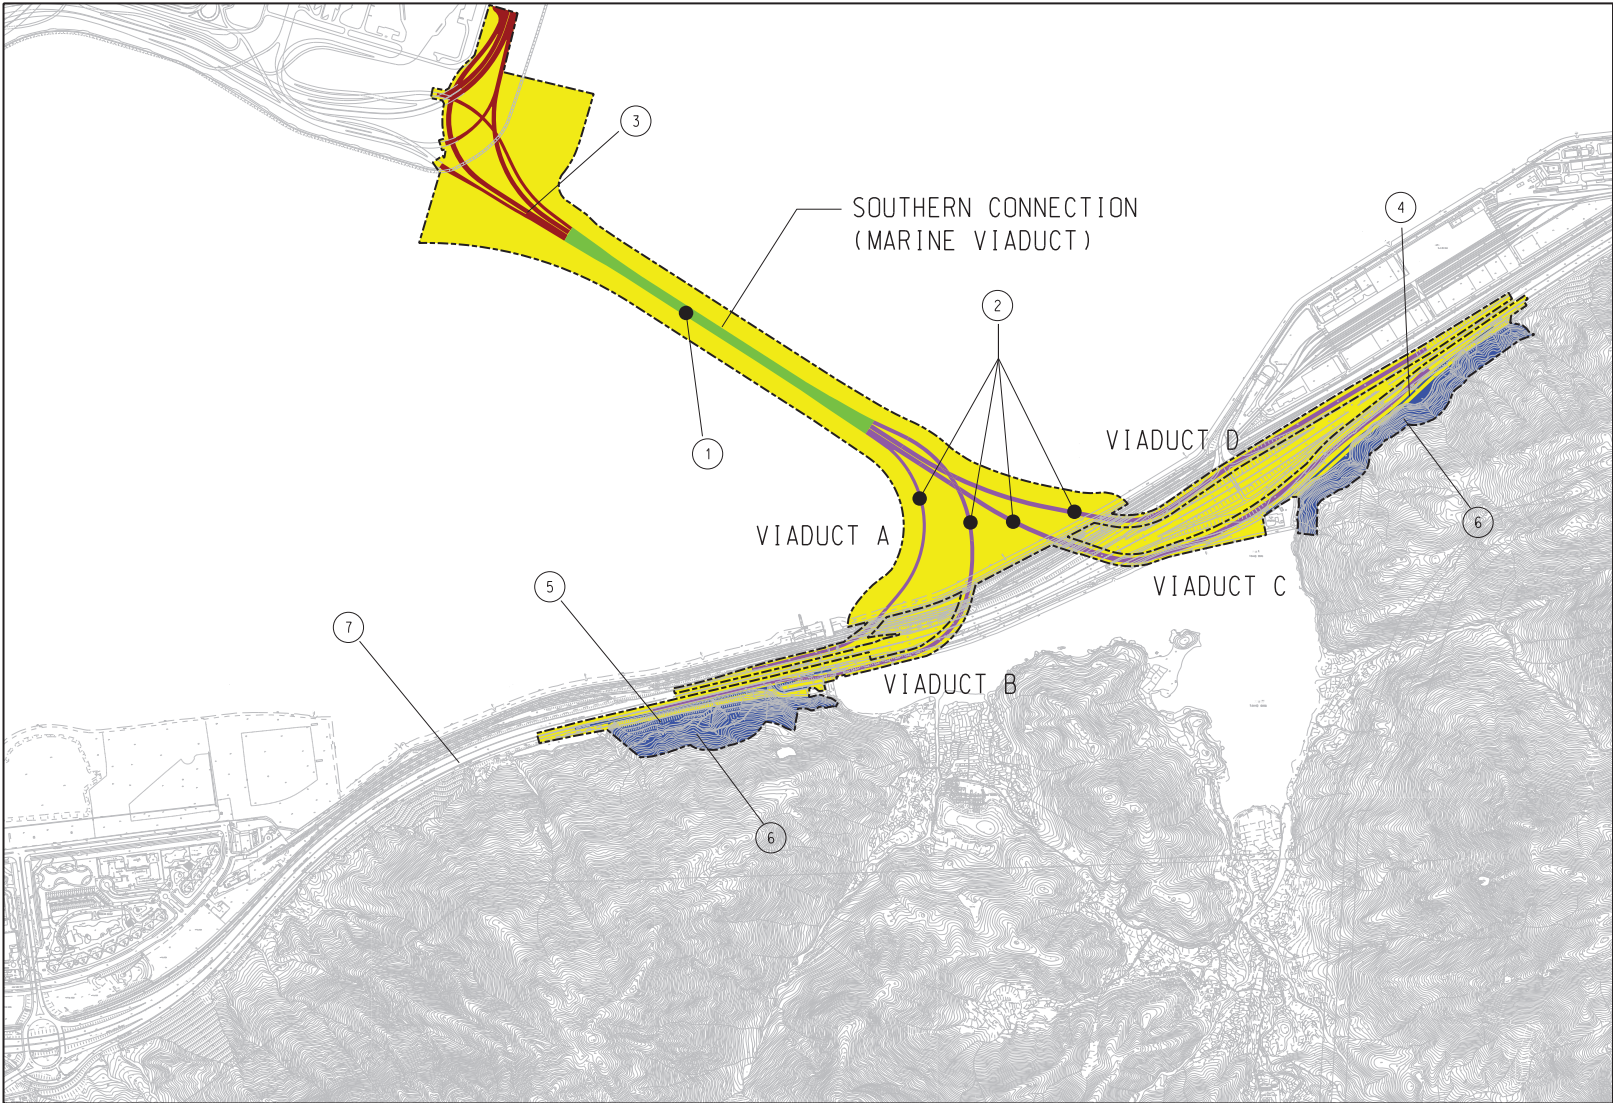 3
SOUTHERN CONNECTION
(MARINE VIADUCT)
4
2
1
VIADUCT D
VIADUCT A
6
VIADUCT C
5
7
VIADUCT B
6